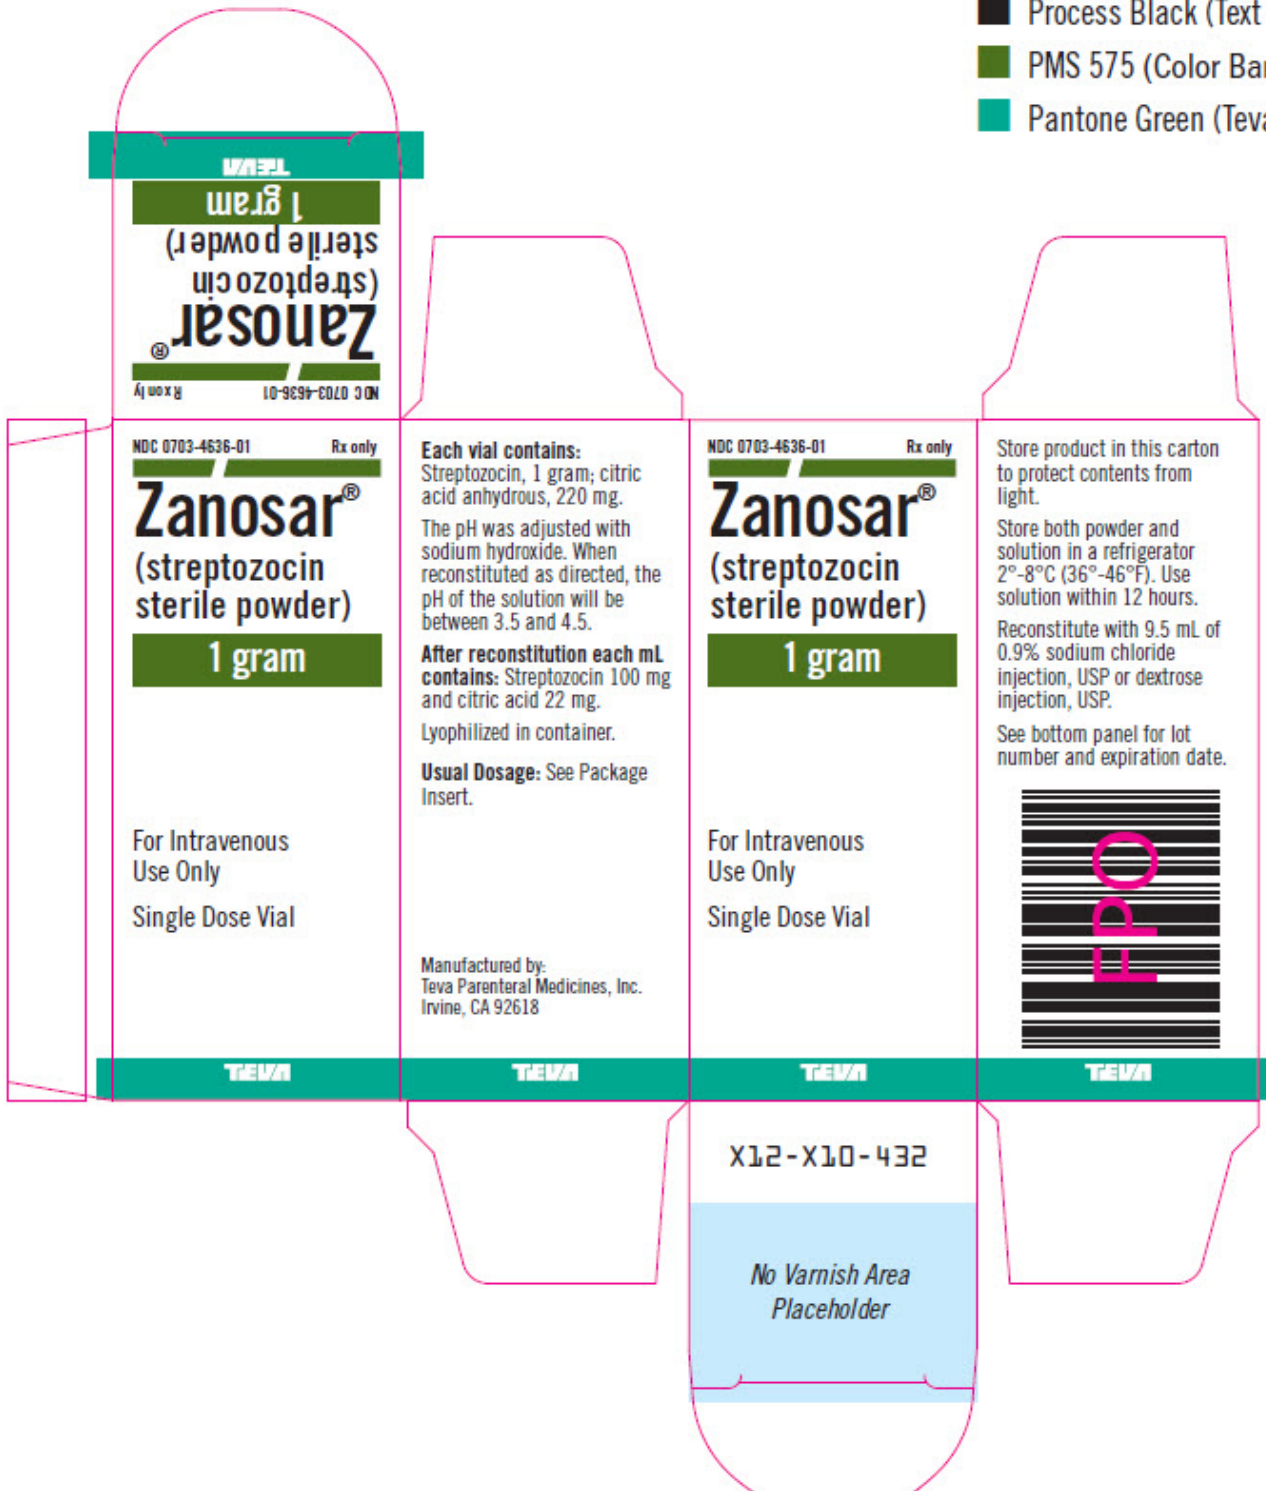 Process Black (Text
PMS 575 (Color Bar
Pantone Green (Teva
TEVA
1 gram
sterile powder)
(streptozocin
Zanosar®
NDC 0703-4636-01 Rx only
NDC 0703-4636-01 Rx only
Zanosar®
(streptozocin
sterile powder)
1 gram
For Intravenous
Use Only
Single Dose Vial
TEVA
Each vial contains:
Streptozocin, 1 gram; citric
acid anhydrous, 220 mg.
The pH was adjusted with
sodium hydroxide. When
reconstituted as directed, the
pH of the solution will be
between 3.5 and 4.5.
After reconstitution each mL
contains: Streptozocin 100 mg
and citric acid 22 mg.
Lyophilized in container.
Usual Dosage: See Package
Insert.
Manufactured by:
Teva Parenteral Medicines, Inc.
Irvine, CA 92618
TEVA
NDC 0703-4636-01 Rx only
Zanosar®
(streptozocin
sterile powder)
1 gram
For Intravenous
Use Only
Single Dose Vial
TEVA
Store product in this carton
to protect contents from
light.
Store both powder and
solution in a refrigerator
2°-8°C (36°-46°F). Use
solution within 12 hours.
Reconstitute with 9.5 mL of
0.9% sodium chloride
injection, USP or dextrose
injection, USP.
See bottom panel for lot
number and expiration date.
FPO
TEVA
X12-X10-432
No Varnish Area
Placeholder